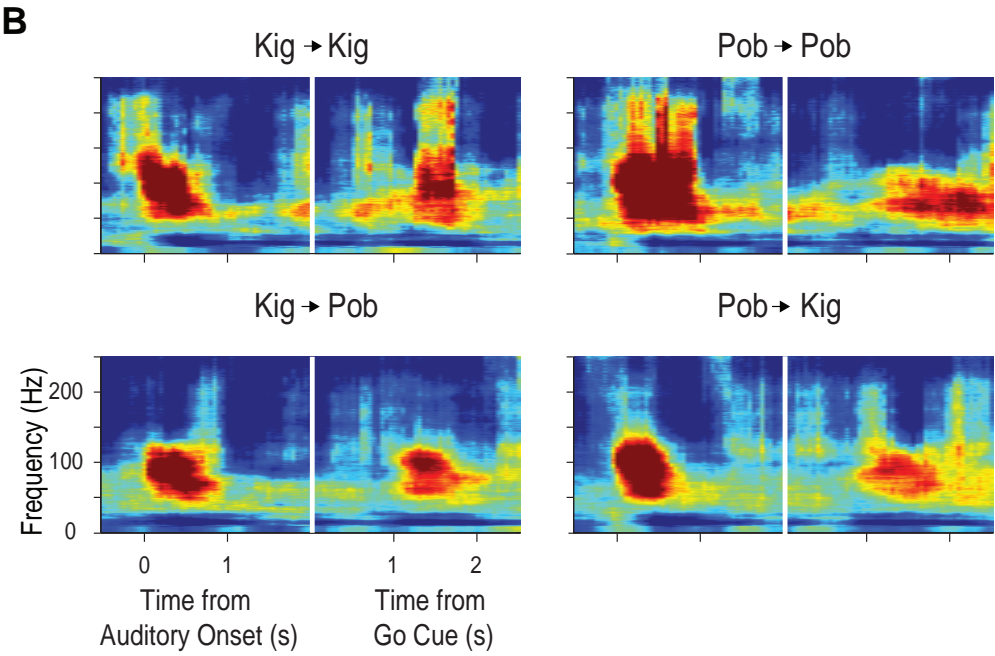 B
Kig → Kig
Pob → Pob
Kig → Pob
Pob → Kig
Frequency (Hz)
200
100
0
0 1
1 2
Time from
Auditory Onset (s)
Time from
Go Cue (s)